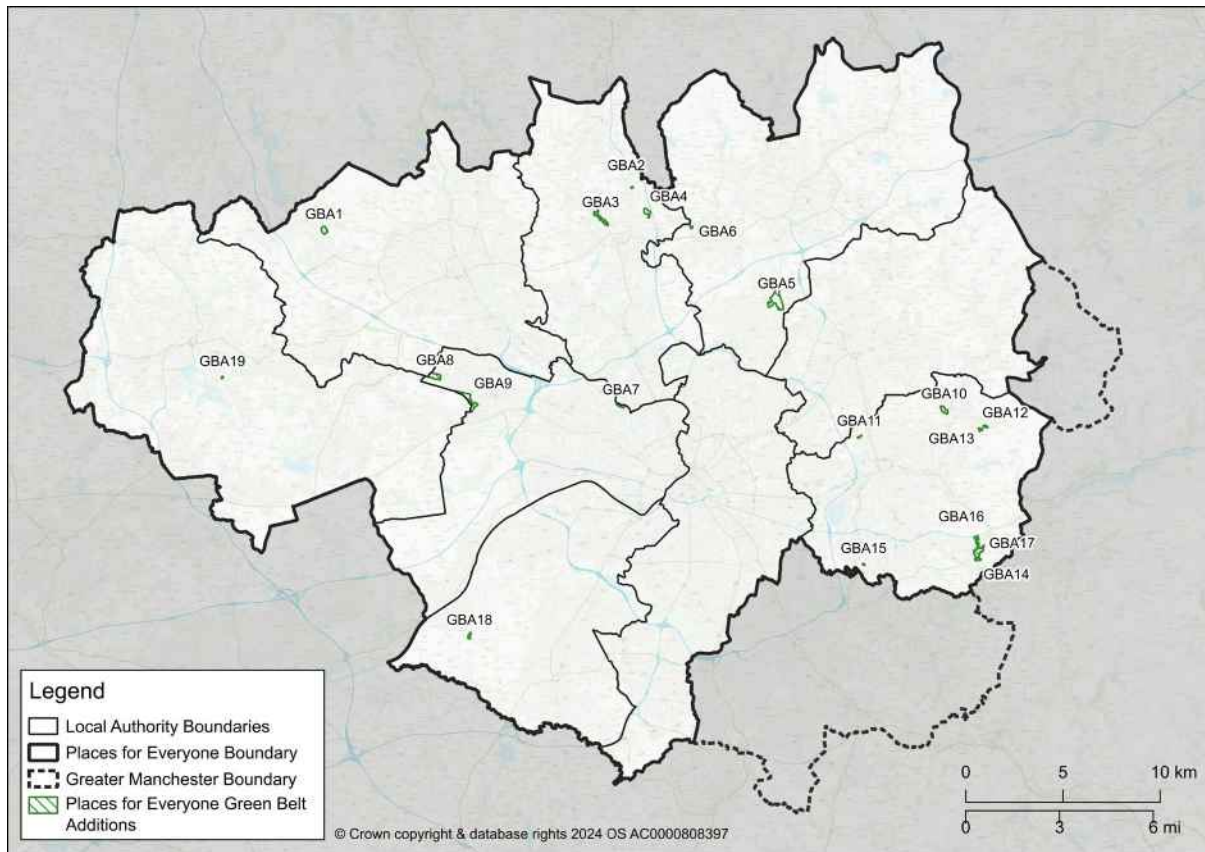 GBA2
GBA3
GBA4
GBA1
GBA6
GBA5
GBA8
GBA19
GBA9
GBA7
GBA10
GBA12
GBA11
GBA13
GBA16
GBA17
GBA15
GBA14
GBA18
Legend
Local Authority Boundaries
Places for Everyone Boundary
Greater Manchester Boundary
Places for Everyone Green Belt
Additions
© Crown copyright & database rights 2024 OS AC0000808397
0 5 10 km
0 3 6 mi